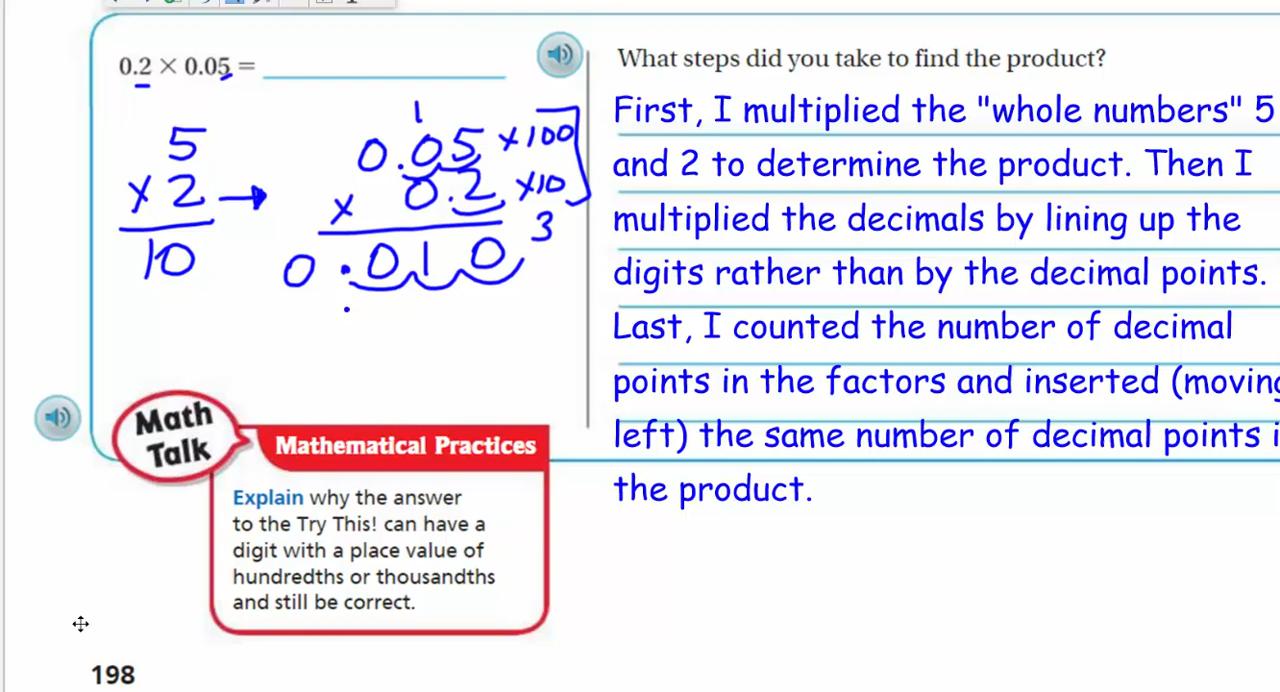 0.2 × 0.05 =
5
× 2
10
1
0.05 ×100
× 0.2 ×10
3
0.010
What steps did you take to find the product?
First, I multiplied the "whole numbers" 5
and 2 to determine the product. Then I
multiplied the decimals by lining up the
digits rather than by the decimal points.
Last, I counted the number of decimal
points in the factors and inserted (moving
left) the same number of decimal points i
the product.
Math
Talk
Mathematical Practices
Explain why the answer
to the Try This! can have a
digit with a place value of
hundredths or thousandths
and still be correct.
198